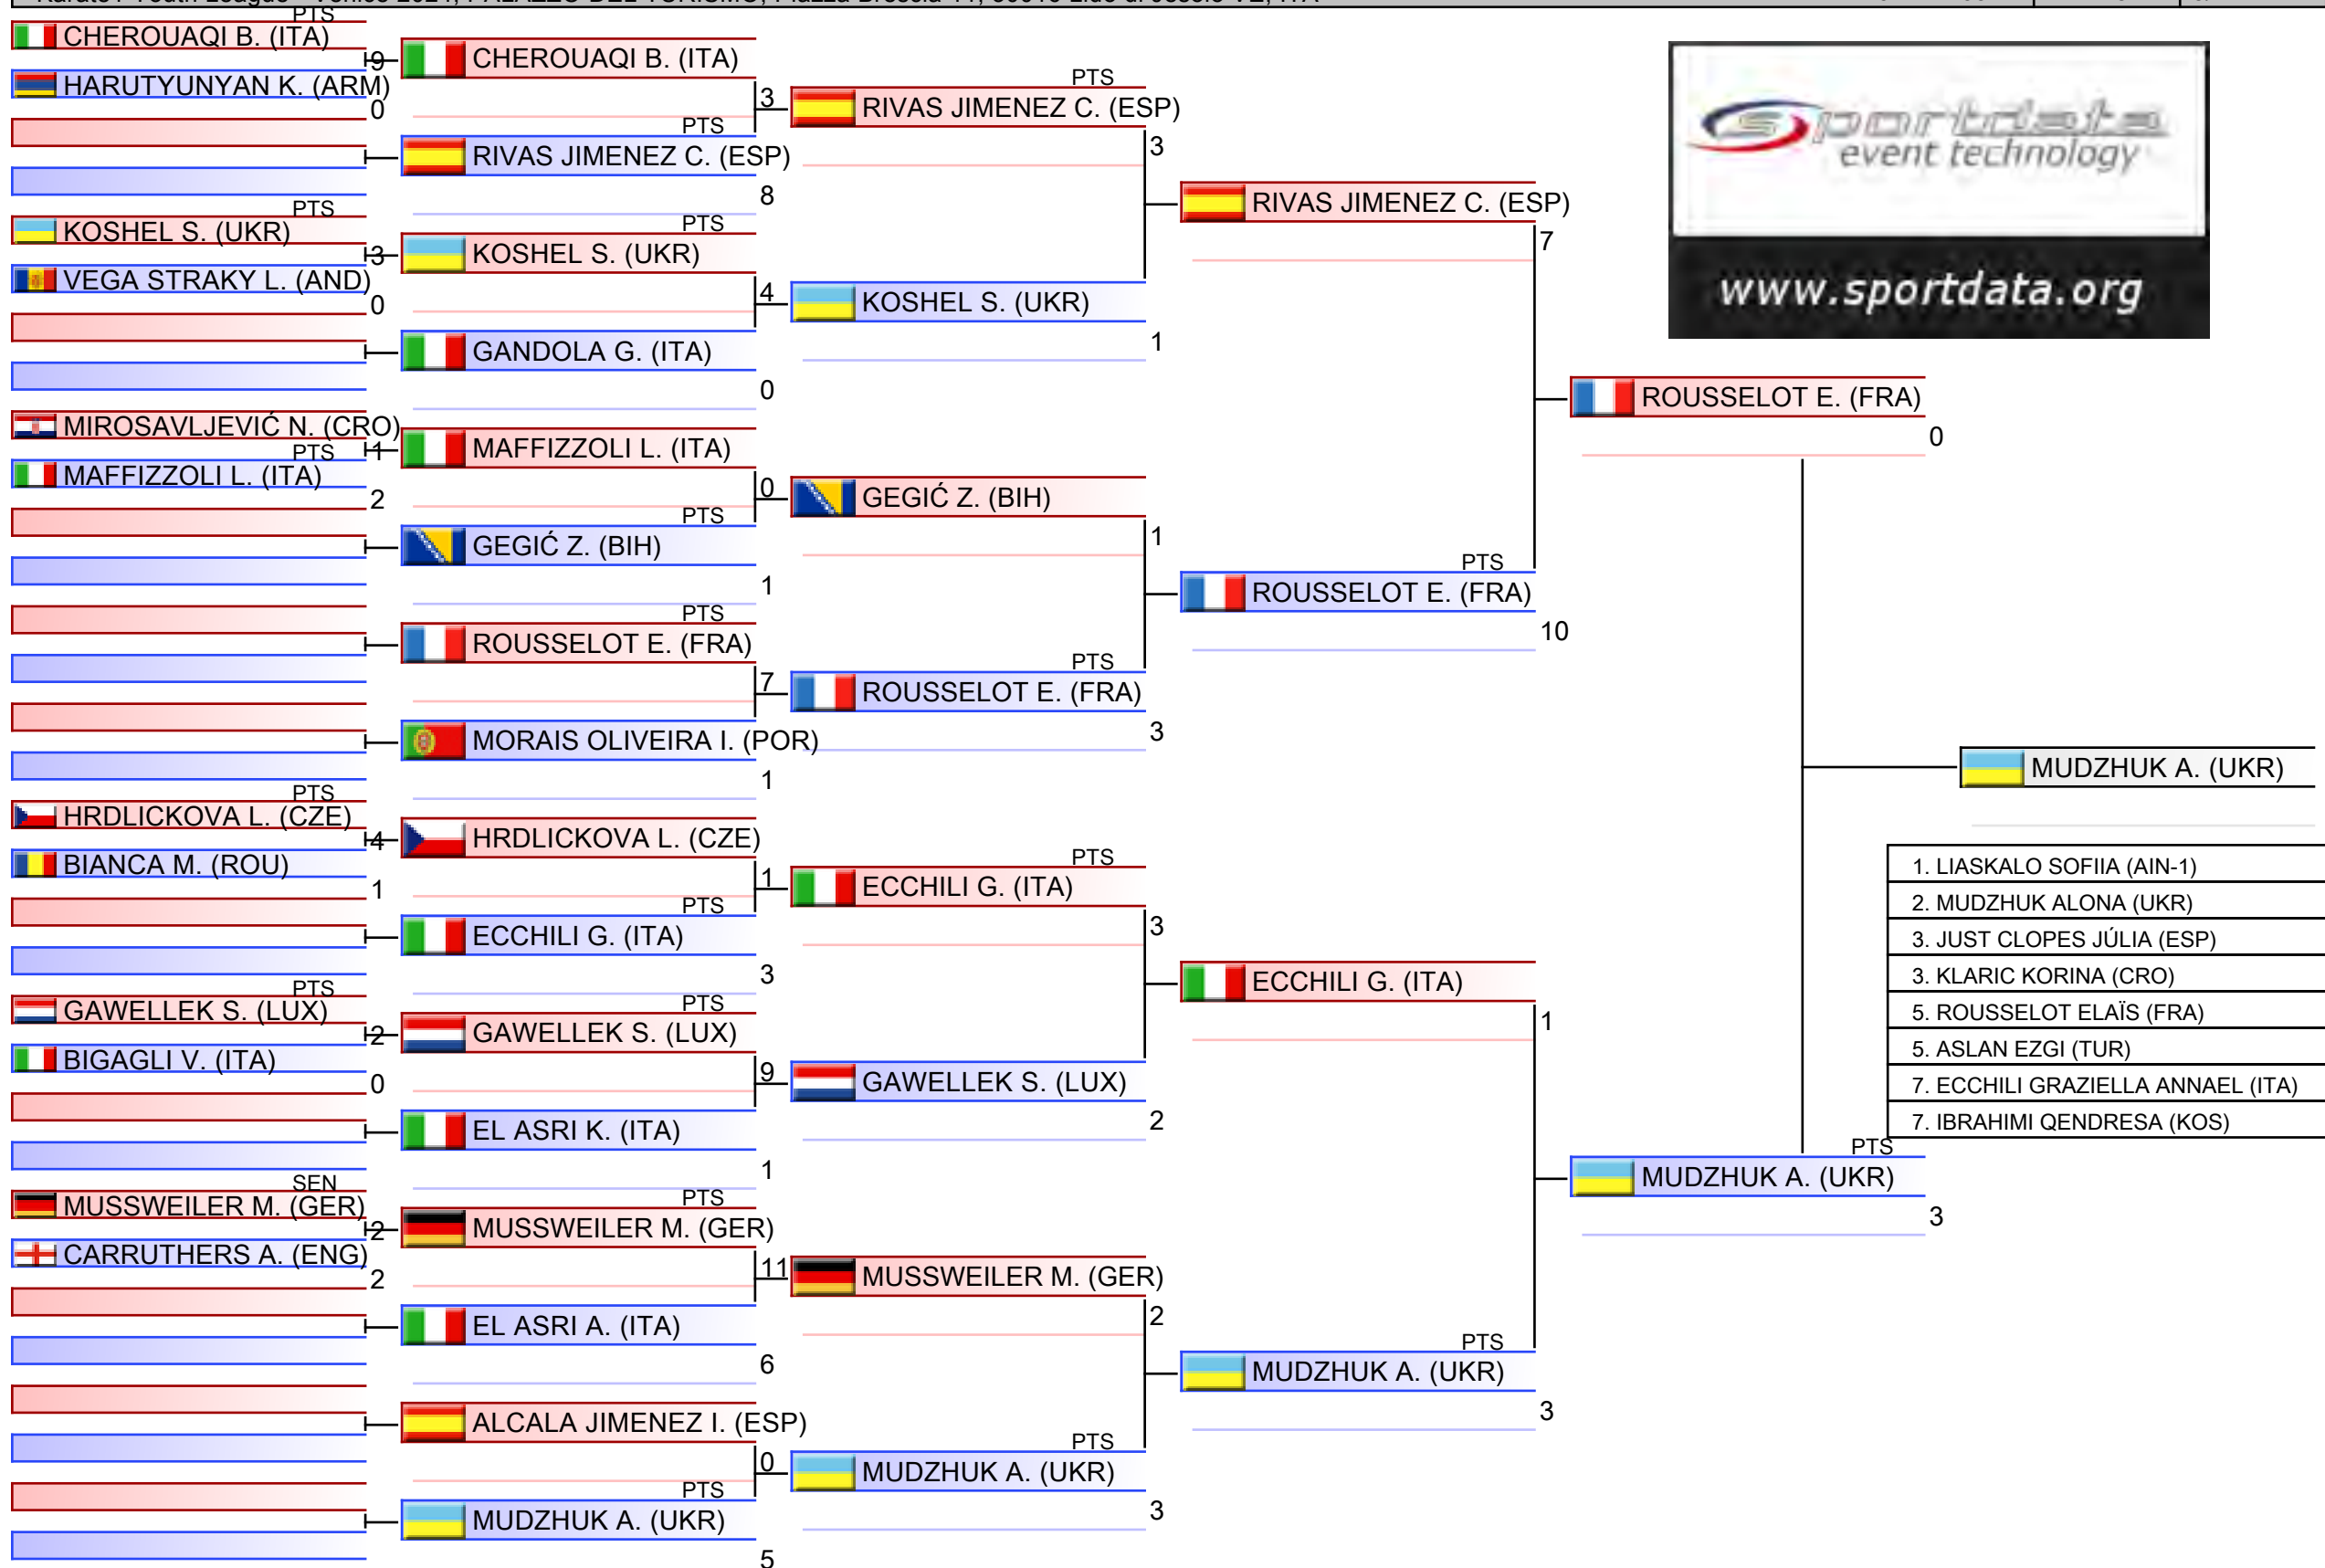 PTS
CHEROUAQI B. (ITA)
9
HARUTYUNYAN K. (ARM)
0
PTS
KOSHEL S. (UKR)
3
VEGA STRAKY L. (AND)
0
MIROSAVLJEVIĆ N. (CRO)
1
PTS
MAFFIZZOLI L. (ITA)
2
PTS
HRDLICKOVA L. (CZE)
4
BIANCA M. (ROU)
1
PTS
GAWELLEK S. (LUX)
2
BIGAGLI V. (ITA)
0
SEN
MUSSWEILER M. (GER)
2
CARRUTHERS A. (ENG)
2
CHEROUAQI B. (ITA)
3
PTS
RIVAS JIMENEZ C. (ESP)
8
PTS
KOSHEL S. (UKR)
4
GANDOLA G. (ITA)
0
MAFFIZZOLI L. (ITA)
0
PTS
GEGIĆ Z. (BIH)
1
PTS
ROUSSELOT E. (FRA)
7
MORAIS OLIVEIRA I. (POR)
1
HRDLICKOVA L. (CZE)
1
PTS
ECCHILI G. (ITA)
3
PTS
GAWELLEK S. (LUX)
9
EL ASRI K. (ITA)
1
PTS
MUSSWEILER M. (GER)
11
EL ASRI A. (ITA)
6
ALCALA JIMENEZ I. (ESP)
0
PTS
MUDZHUK A. (UKR)
5
PTS
RIVAS JIMENEZ C. (ESP)
3
KOSHEL S. (UKR)
1
GEGIĆ Z. (BIH)
1
PTS
ROUSSELOT E. (FRA)
3
PTS
ECCHILI G. (ITA)
3
GAWELLEK S. (LUX)
2
MUSSWEILER M. (GER)
2
PTS
MUDZHUK A. (UKR)
3
RIVAS JIMENEZ C. (ESP)
7
PTS
ROUSSELOT E. (FRA)
10
ECCHILI G. (ITA)
1
PTS
MUDZHUK A. (UKR)
3
ROUSSELOT E. (FRA)
0
PTS
MUDZHUK A. (UKR)
3
MUDZHUK A. (UKR)
sportdata
event technology
www.sportdata.org
1. LIASKALO SOFIIA (AIN-1)
2. MUDZHUK ALONA (UKR)
3. JUST CLOPES JÚLIA (ESP)
3. KLARIC KORINA (CRO)
5. ROUSSELOT ELAÏS (FRA)
5. ASLAN EZGI (TUR)
7. ECCHILI GRAZIELLA ANNAEL (ITA)
7. IBRAHIMI QENDRESA (KOS)